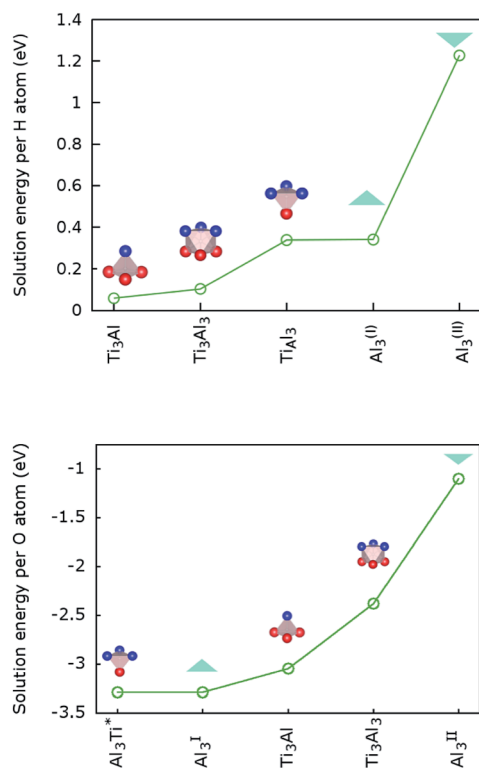 Solution energy per H atom (eV)
1.4
1.2
1
0.8
0.6
0.4
0.2
0
Ti₃Al
Ti₃Al₃
Ti_Al₃
Al₃⁽ᴵ⁾
Al₃⁽ᴵᴵ⁾
Solution energy per O atom (eV)
-1
-1.5
-2
-2.5
-3
-3.5
Al₃Ti*
Al₃ᴵ
Ti₃Al
Ti₃Al₃
Al₃ᴵᴵ